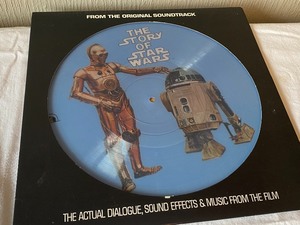 FROM THE ORIGINAL SOUNDTRACK
THE
STORY
OF STAR
WARS
THE ACTUAL DIALOGUE, SOUND EFFECTS & MUSIC FROM THE FILM